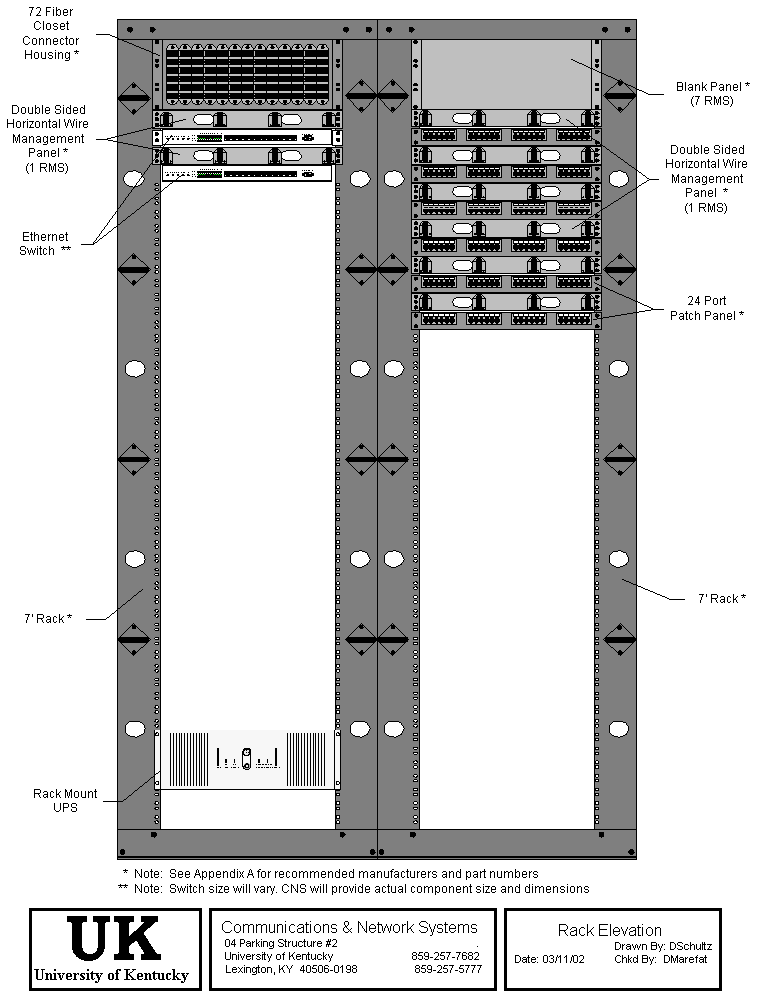 72 Fiber
Closet
Connector
Housing *
Double Sided
Horizontal Wire
Management
Panel *
(1 RMS)
Ethernet
Switch **
7' Rack *
Rack Mount
UPS
Blank Panel *
(7 RMS)
Double Sided
Horizontal Wire
Management
Panel *
(1 RMS)
24 Port
Patch Panel *
7' Rack *
* Note: See Appendix A for recommended manufacturers and part numbers
** Note: Switch size will vary. CNS will provide actual component size and dimensions
UK
University of Kentucky
Communications & Network Systems
04 Parking Structure #2 .
University of Kentucky 859-257-7682
Lexington, KY 40506-0198 859-257-5777
Rack Elevation
Drawn By: DSchultz
Date: 03/11/02 Chkd By: DMarefat